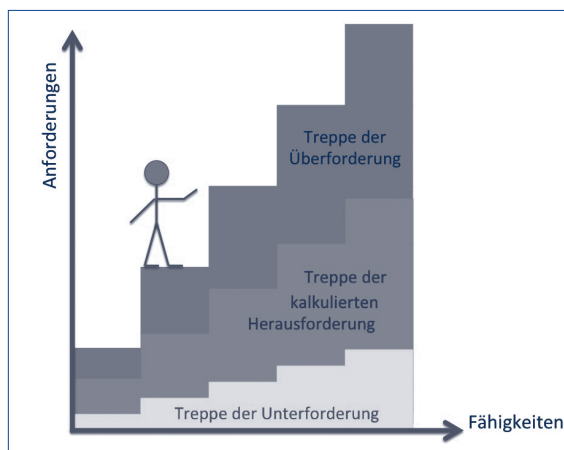 Anforderungen
Treppe der
Überforderung
Treppe der
kalkulierten
Herausforderung
Treppe der Unterforderung
Fähigkeiten